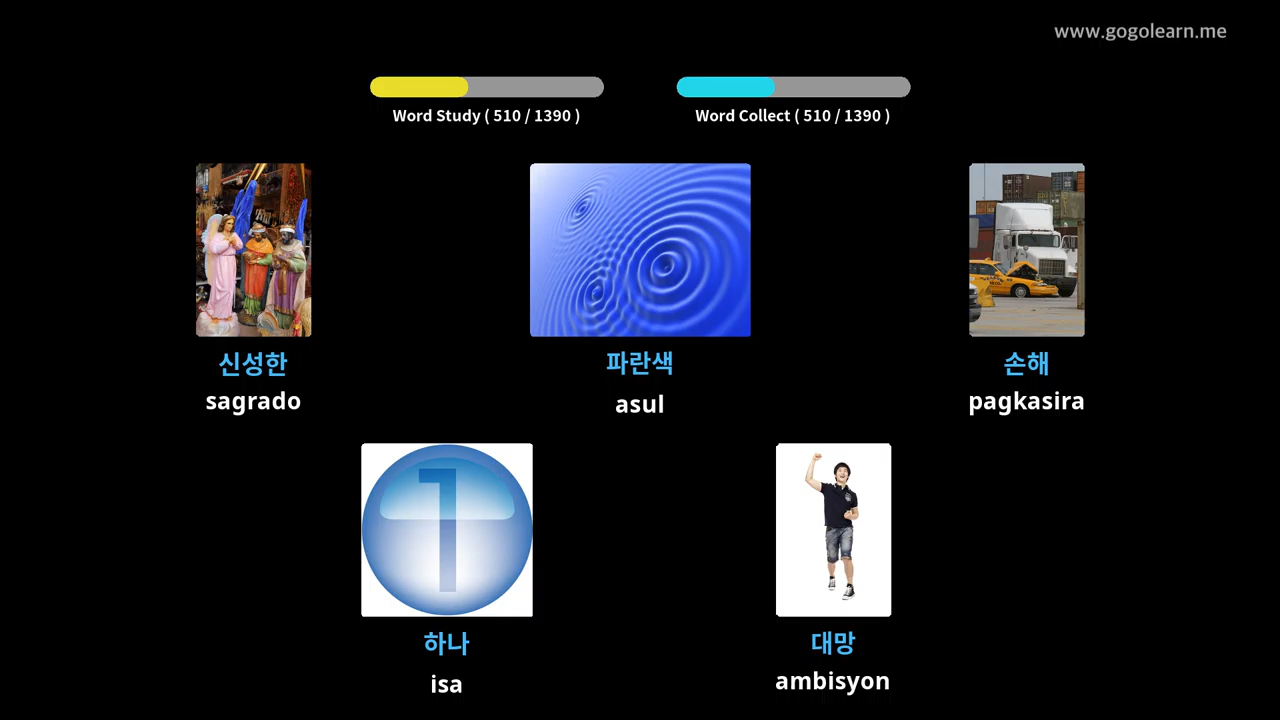 www.gogolearn.me
Word Study ( 510 / 1390 )
Word Collect ( 510 / 1390 )
신성한
sagrado
파란색
asul
손해
pagkasira
1
하나
isa
대망
ambisyon